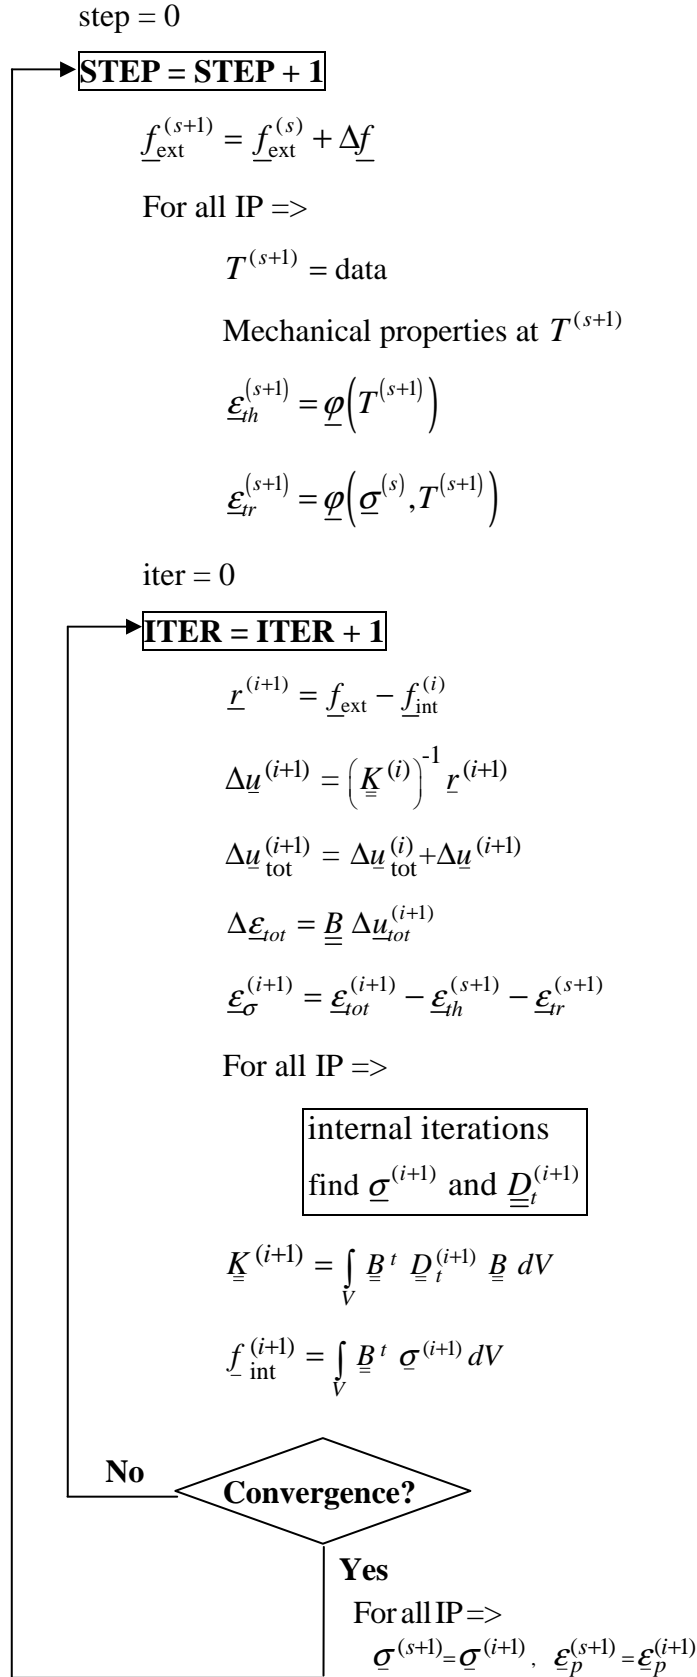 step = 0
STEP = STEP + 1
f_ext^(s+1) = f_ext^(s) + Δf
For all IP =>
T^(s+1) = data
Mechanical properties at T^(s+1)
ε_th^(s+1) = φ(T^(s+1))
ε_tr^(s+1) = φ(σ^(s), T^(s+1))
iter = 0
ITER = ITER + 1
r^(i+1) = f_ext − f_int^(i)
Δu^(i+1) = (K^(i))^-1 r^(i+1)
Δu_tot^(i+1) = Δu_tot^(i) + Δu^(i+1)
Δε_tot = B Δu_tot^(i+1)
ε_σ^(i+1) = ε_tot^(i+1) − ε_th^(s+1) − ε_tr^(s+1)
For all IP =>
internal iterations
find σ^(i+1) and D_t^(i+1)
K^(i+1) = ∫_V B^t D_t^(i+1) B dV
f_int^(i+1) = ∫_V B^t σ^(i+1) dV
No
Convergence?
Yes
For all IP =>
σ^(s+1) = σ^(i+1) , ε_p^(s+1) = ε_p^(i+1)